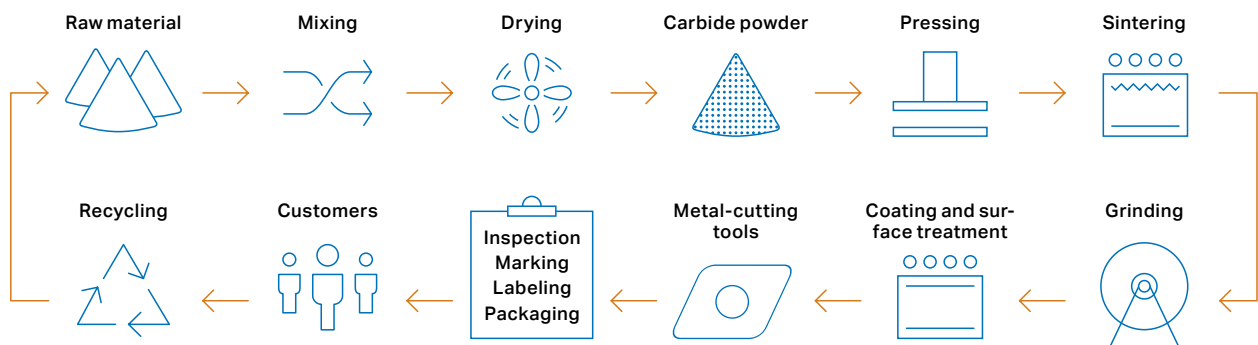 Raw material
Mixing
Drying
Carbide powder
Pressing
Sintering
Recycling
Customers
Inspection
Marking
Labeling
Packaging
Metal-cutting
tools
Coating and sur-
face treatment
Grinding